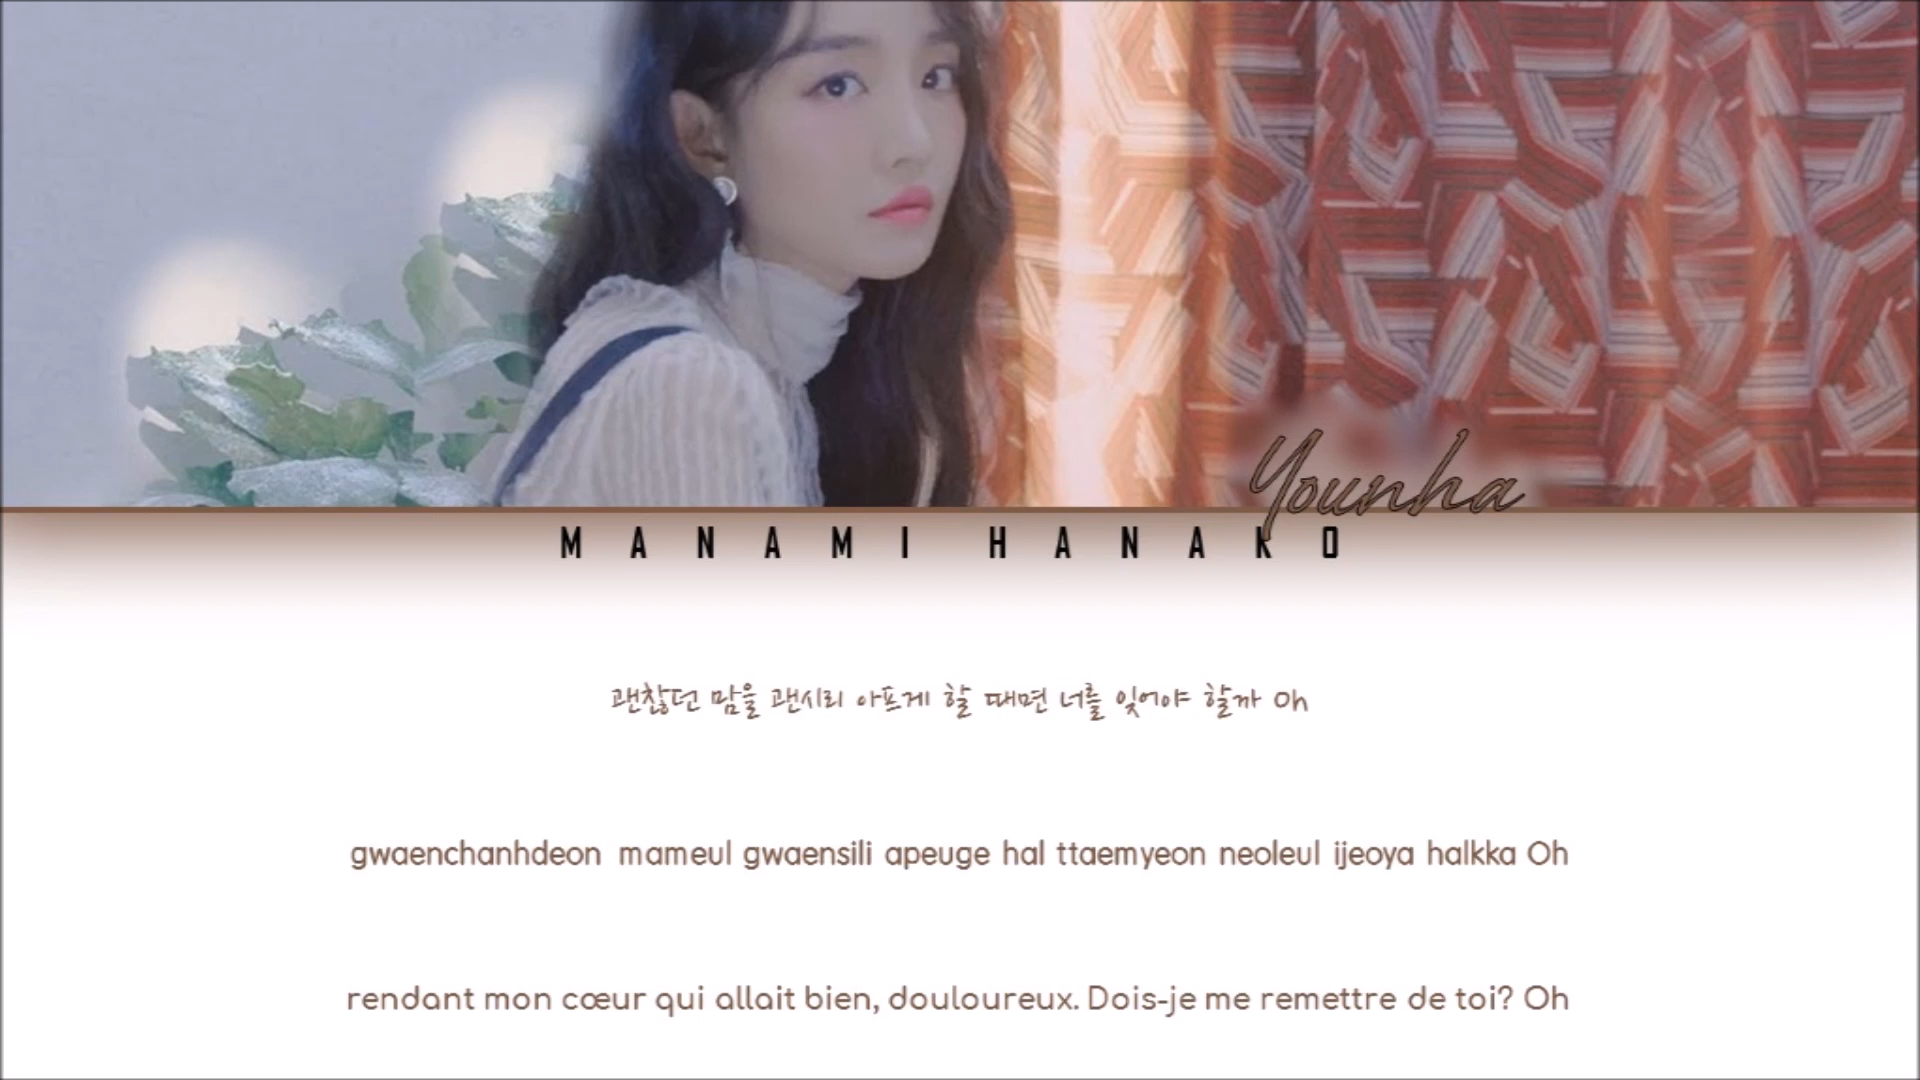 Younha
MANAMI HANAKO
괜찮던 맘을 괜시리 아프게 할 때면 너를 잊어야 할까 Oh
gwaenchanhdeon mameul gwaensili apeuge hal ttaemyeon neoleul ijeoya halkka Oh
rendant mon cœur qui allait bien, douloureux. Dois-je me remettre de toi? Oh